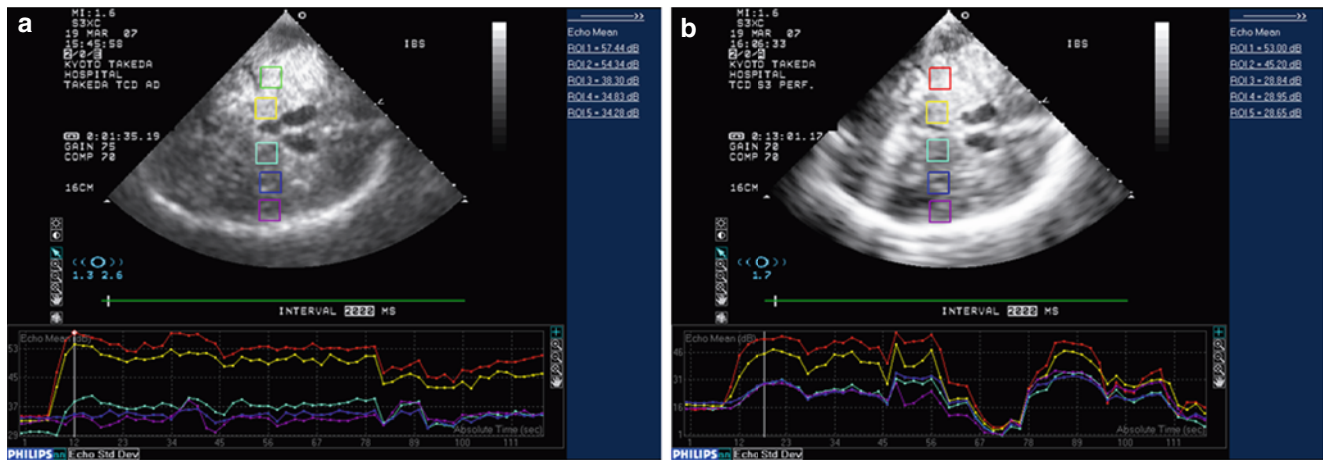 a
MI:1.6
S3XC
19 MAR 07
15:45:58
2/0/
KYOTO TAKEDA
HOSPITAL
TAKEDA TCD AD
0:01:35.19
GAIN 75
COMP 70
16CM
IBS
1.3 2.6
INTERVAL 2000 MS
Echo Mean
ROI 1 = 57.44 dB
ROI 2 = 54.34 dB
ROI 3 = 38.30 dB
ROI 4 = 34.83 dB
ROI 5 = 34.28 dB
Echo Mean (dB)
53
45
37
29
1 12 23 34 45 56 67 78 89 100 111
Absolute Time (sec)
PHILIPS Echo Std Dev
b
MI:1.6
S3XC
19 MAR 07
16:06:33
2/0/
KYOTO TAKEDA
HOSPITAL
TCD S3 PERF.
0:13:01.17
GAIN 70
COMP 70
16CM
IBS
1.7
INTERVAL 2000 MS
Echo Mean
ROI 1 = 53.00 dB
ROI 2 = 45.20 dB
ROI 3 = 28.84 dB
ROI 4 = 28.95 dB
ROI 5 = 28.65 dB
Echo Mean (dB)
46
31
16
1
1 12 23 34 45 56 67 78 89 100 111
Absolute Time (sec)
PHILIPS Echo Std Dev